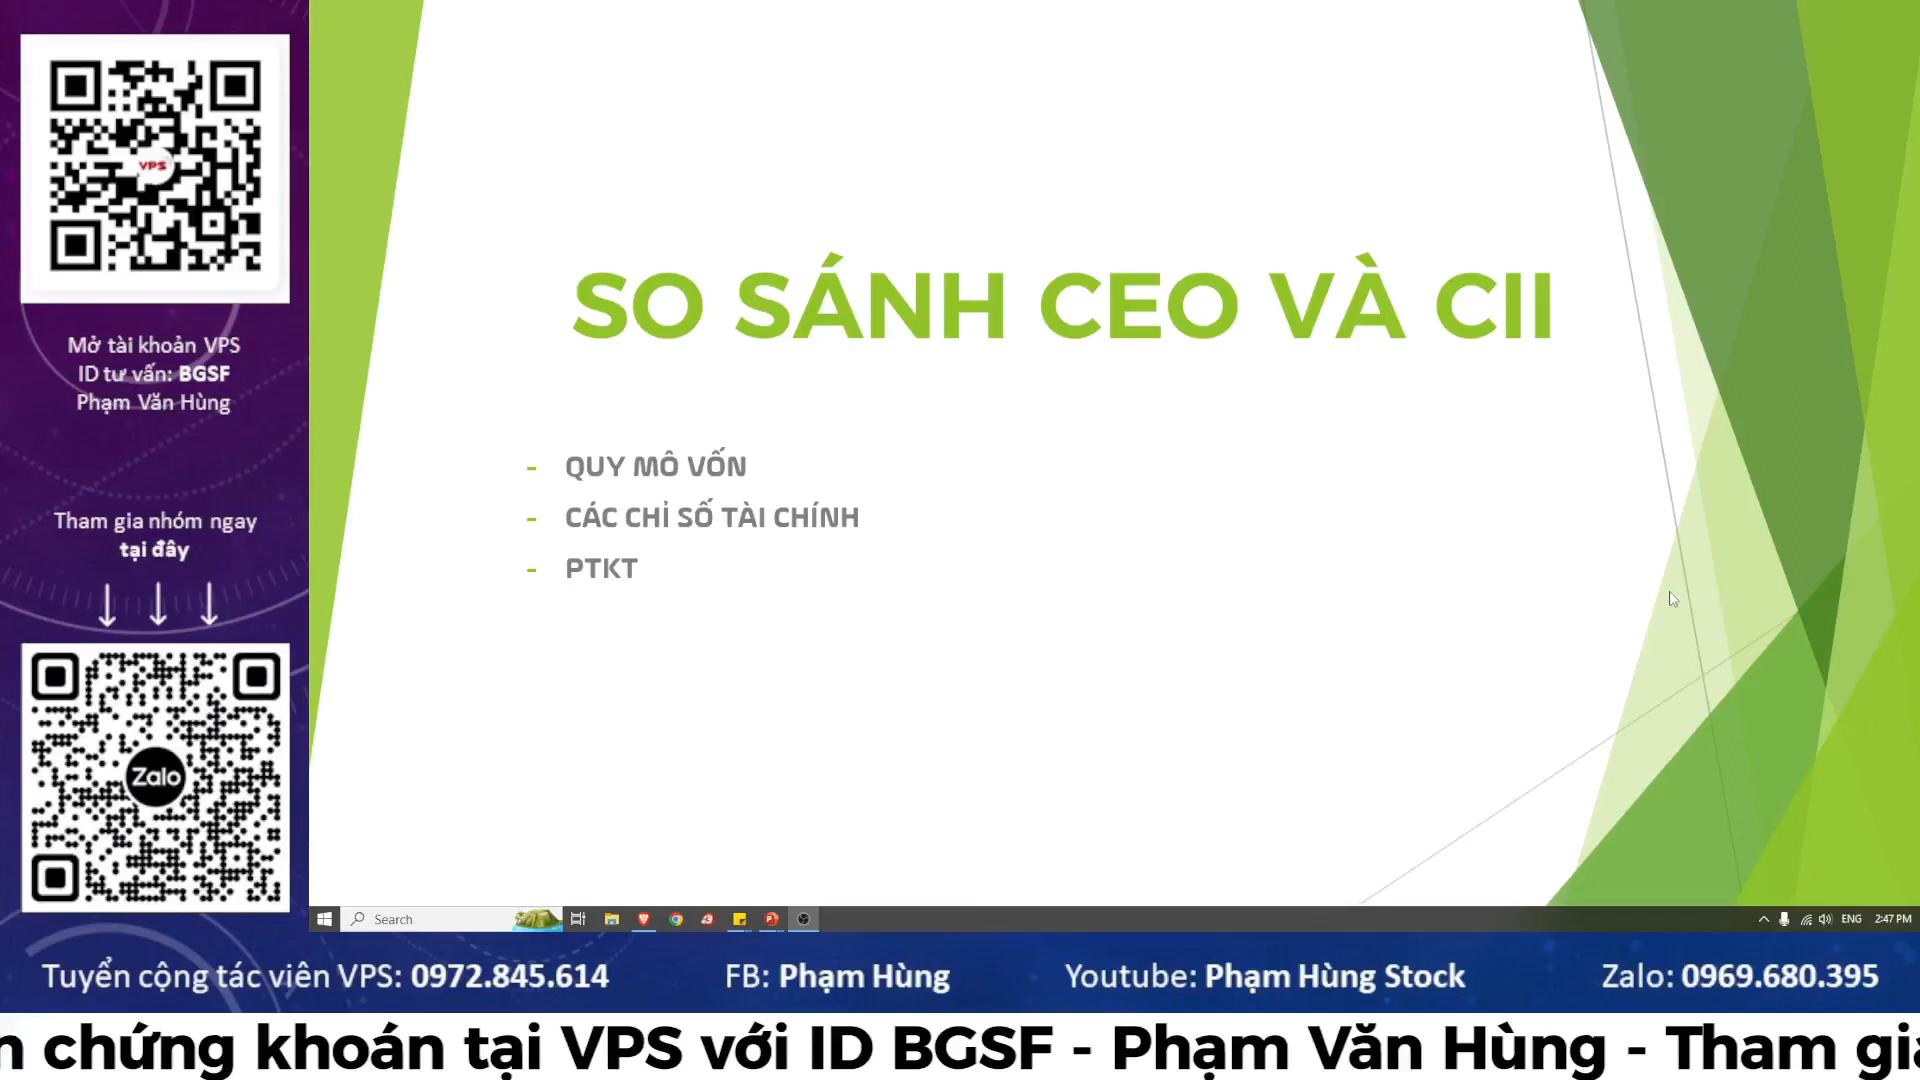 VPS
Mở tài khoản VPS
ID tư vấn: BGSF
Phạm Văn Hùng
Tham gia nhóm ngay
tại đây
Zalo
SO SÁNH CEO VÀ CII
- QUY MÔ VỐN
- CÁC CHỈ SỐ TÀI CHÍNH
- PTKT
Search
ENG
2:47 PM
Tuyển cộng tác viên VPS: 0972.845.614
FB: Phạm Hùng
Youtube: Phạm Hùng Stock
Zalo: 0969.680.395
n chứng khoán tại VPS với ID BGSF - Phạm Văn Hùng - Tham gia